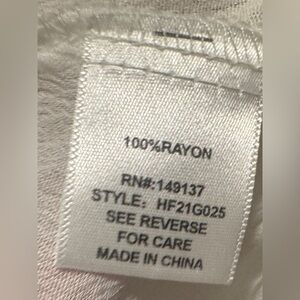 100%RAYON
RN#:149137
STYLE: HF21G025
SEE REVERSE
FOR CARE
MADE IN CHINA